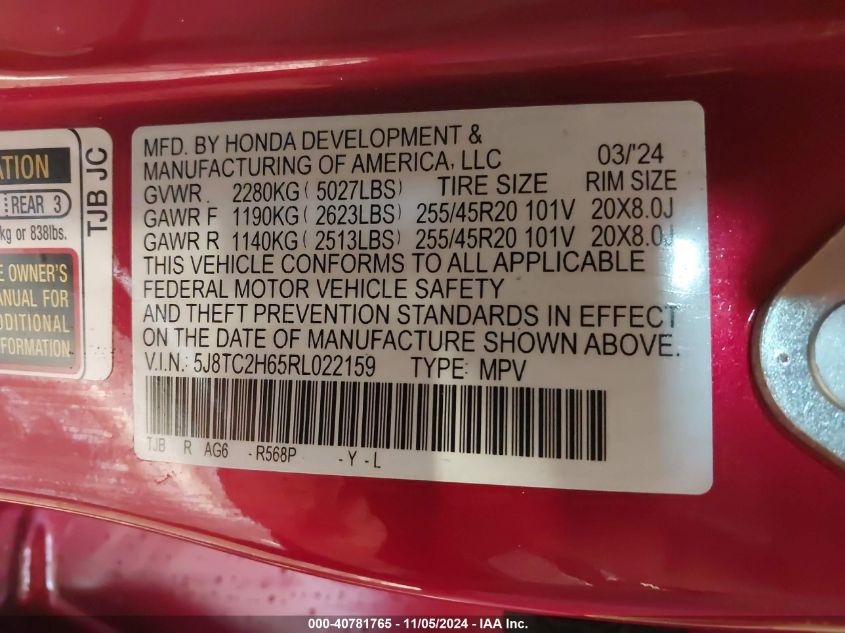 ATION
REAR 3
kg or 838lbs.
TJB JC
E OWNER'S
ANUAL FOR
DDITIONAL
FORMATION
MFD. BY HONDA DEVELOPMENT &
MANUFACTURING OF AMERICA, LLC 03/'24
GVWR 2280KG ( 5027LBS) TIRE SIZE RIM SIZE
GAWR F 1190KG ( 2623LBS) 255/45R20 101V 20X8.0J
GAWR R 1140KG ( 2513LBS) 255/45R20 101V 20X8.0J
THIS VEHICLE CONFORMS TO ALL APPLICABLE
FEDERAL MOTOR VEHICLE SAFETY
AND THEFT PREVENTION STANDARDS IN EFFECT
ON THE DATE OF MANUFACTURE SHOWN ABOVE.
V.I.N.: 5J8TC2H65RL022159 TYPE: MPV
TJB R AG6 -R568P -Y-L
000-40781765 - 11/05/2024 - IAA Inc.